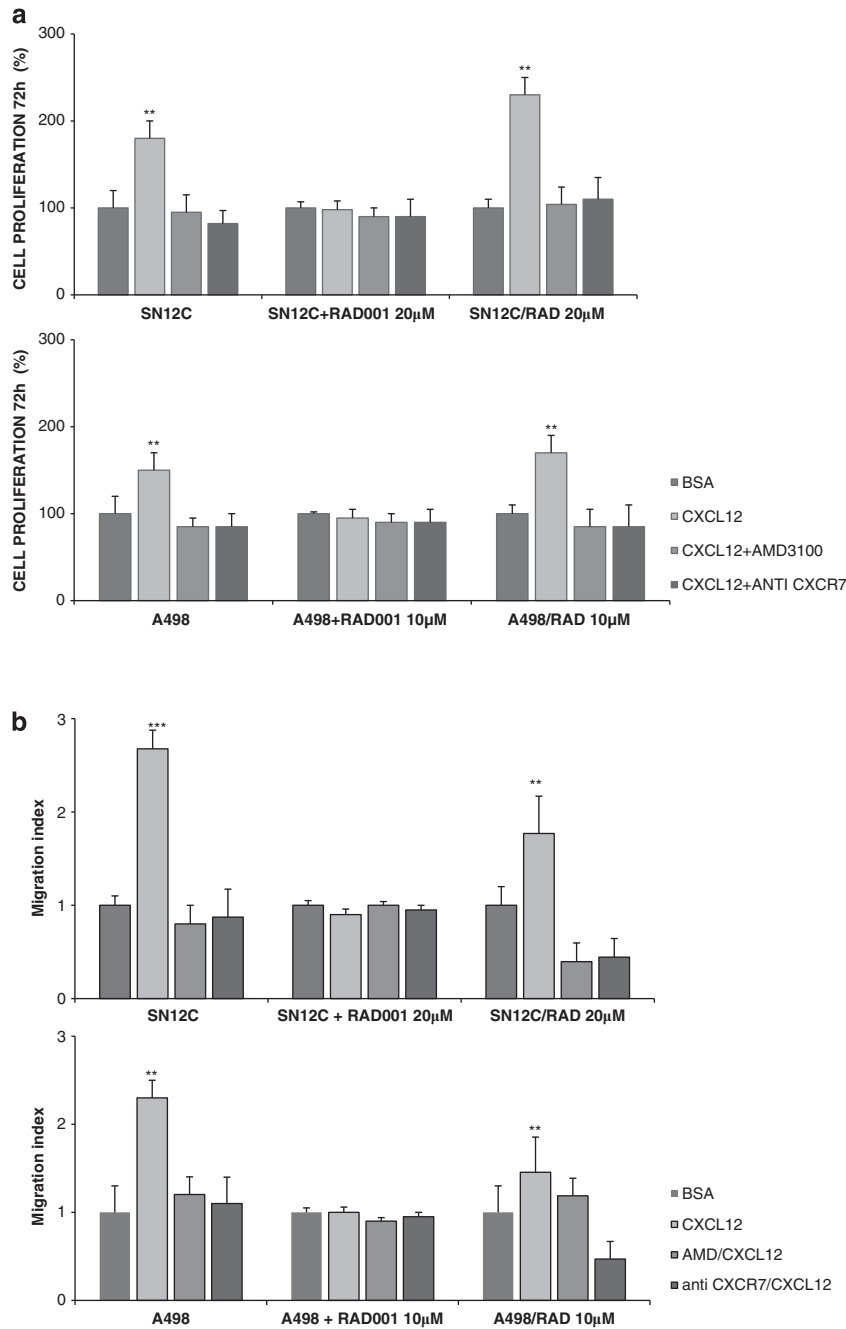 a
CELL PROLIFERATION 72h (%)
300
200
100
0
**
**
SN12C
SN12C+RAD001 20μM
SN12C/RAD 20μM
CELL PROLIFERATION 72h (%)
300
200
100
0
**
**
A498
A498+RAD001 10μM
A498/RAD 10μM
BSA
CXCL12
CXCL12+AMD3100
CXCL12+ANTI CXCR7
b
Migration index
3
2
1
0
***
**
SN12C
SN12C + RAD001 20μM
SN12C/RAD 20μM
Migration index
3
2
1
0
**
**
A498
A498 + RAD001 10μM
A498/RAD 10μM
BSA
CXCL12
AMD/CXCL12
anti CXCR7/CXCL12